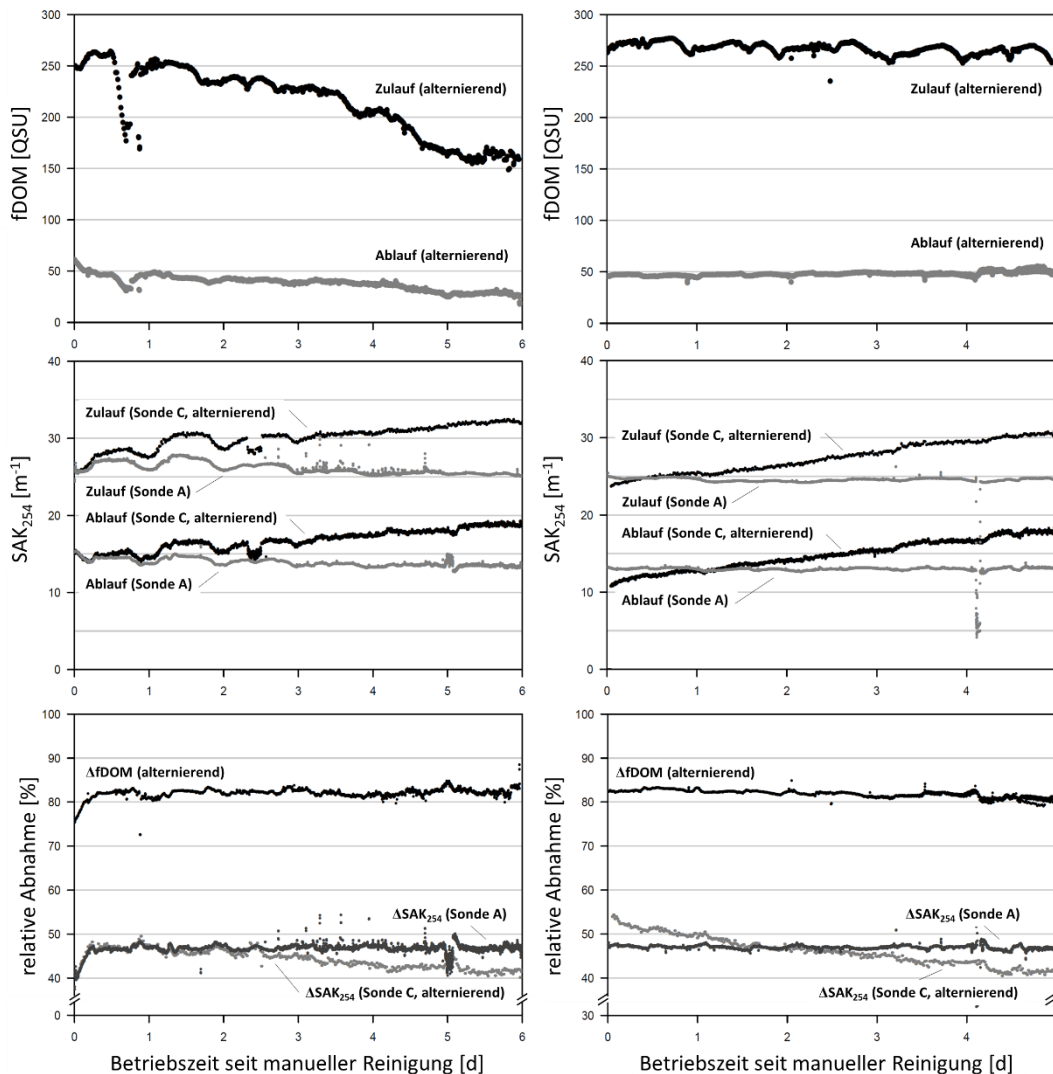 300
250
200
150
100
50
0
fDOM [QSU]
Zulauf (alternierend)
Ablauf (alternierend)
0 1 2 3 4 5 6
300
250
200
150
100
50
0
fDOM [QSU]
Zulauf (alternierend)
Ablauf (alternierend)
0 1 2 3 4
40
30
20
10
0
SAK254 [m-1]
Zulauf (Sonde C, alternierend)
Zulauf (Sonde A)
Ablauf (Sonde C, alternierend)
Ablauf (Sonde A)
0 1 2 3 4 5 6
40
30
20
10
0
SAK254 [m-1]
Zulauf (Sonde C, alternierend)
Zulauf (Sonde A)
Ablauf (Sonde C, alternierend)
Ablauf (Sonde A)
0 1 2 3 4
100
90
80
70
60
50
40
0
relative Abnahme [%]
ΔfDOM (alternierend)
ΔSAK254 (Sonde A)
ΔSAK254 (Sonde C, alternierend)
0 1 2 3 4 5 6
Betriebszeit seit manueller Reinigung [d]
100
90
80
70
60
50
40
30
relative Abnahme [%]
ΔfDOM (alternierend)
ΔSAK254 (Sonde A)
ΔSAK254 (Sonde C, alternierend)
0 1 2 3 4
Betriebszeit seit manueller Reinigung [d]